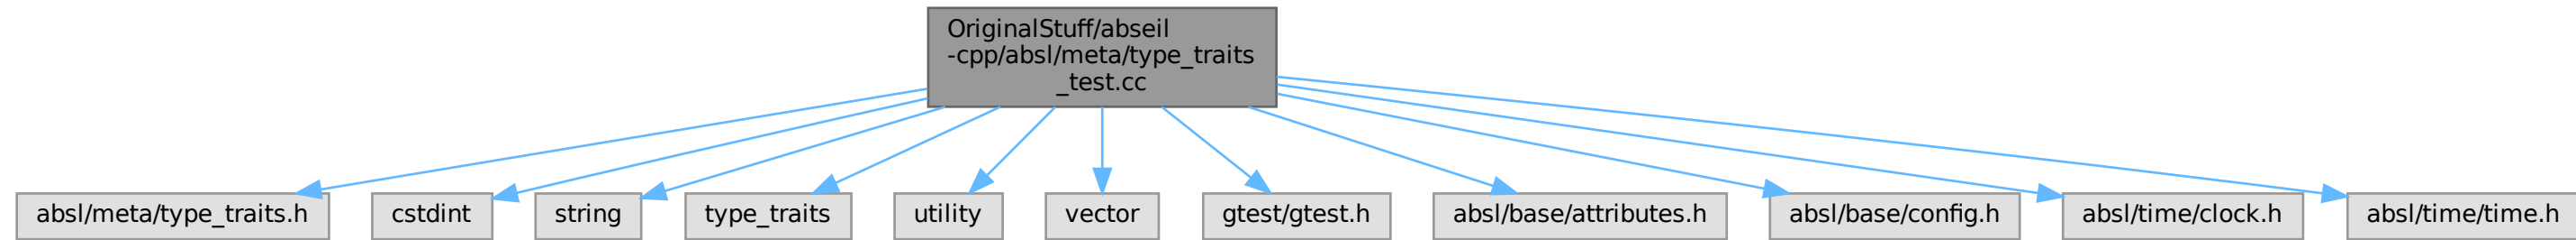 OriginalStuff/abseil
-cpp/absl/meta/type_traits
_test.cc
absl/meta/type_traits.h
cstdint
string
type_traits
utility
vector
gtest/gtest.h
absl/base/attributes.h
absl/base/config.h
absl/time/clock.h
absl/time/time.h